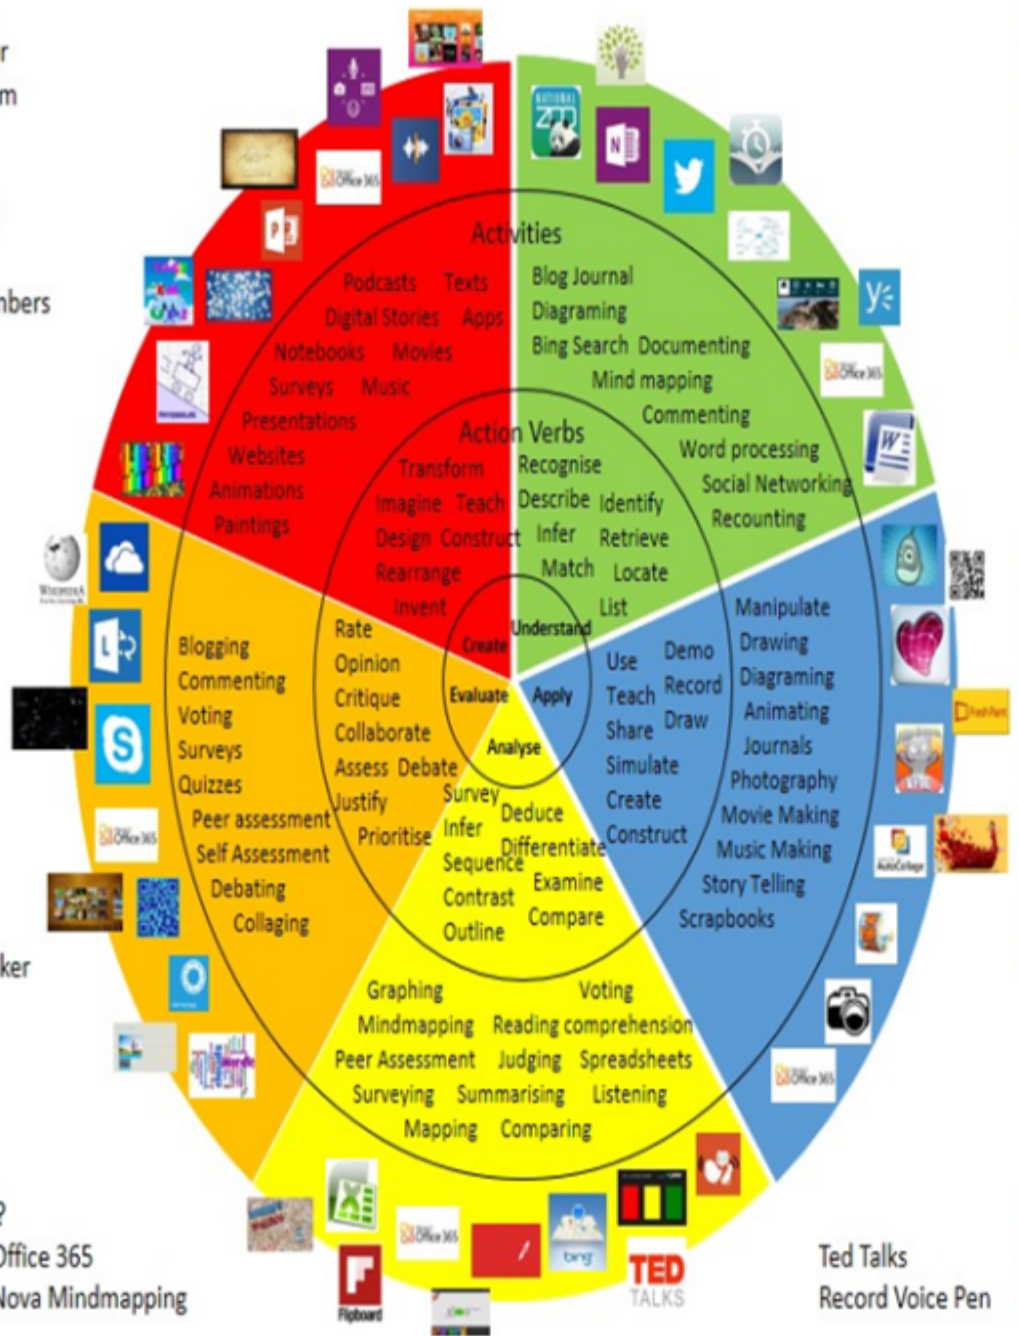 r
m
nbers
ker
?
Office 365
Nova Mindmapping
Ted Talks
Record Voice Pen
Activities
Podcasts Texts
Digital Stories Apps
Notebooks Movies
Surveys Music
Presentations
Websites
Animations
Paintings
Blog Journal
Diagraming
Bing Search Documenting
Mind mapping
Commenting
Word processing
Social Networking
Recounting
Action Verbs
Transform
Imagine Teach
Design Construct
Rearrange
Invent
Recognise
Describe Identify
Infer Retrieve
Match Locate
List
Create
Understand
Evaluate
Apply
Analyse
Rate
Opinion
Critique
Collaborate
Assess Debate
Justify
Prioritise
Blogging
Commenting
Voting
Surveys
Quizzes
Peer assessment
Self Assessment
Debating
Collaging
Use Demo
Teach Record
Share Draw
Simulate
Create
Construct
Manipulate
Drawing
Diagraming
Animating
Journals
Photography
Movie Making
Music Making
Story Telling
Scrapbooks
Survey Deduce
Infer Differentiate
Sequence Examine
Contrast Compare
Outline
Graphing Voting
Mindmapping Reading comprehension
Peer Assessment Judging Spreadsheets
Surveying Summarising Listening
Mapping Comparing
NATIONAL
ZOO
N
Office 365
P
y
Office 365
W
WIKIPEDIA
L
S
Office 365
Wordle
FreshPaint
AutoCollage
Office 365
X
Office 365
Flipboard
bing
TED
TALKS